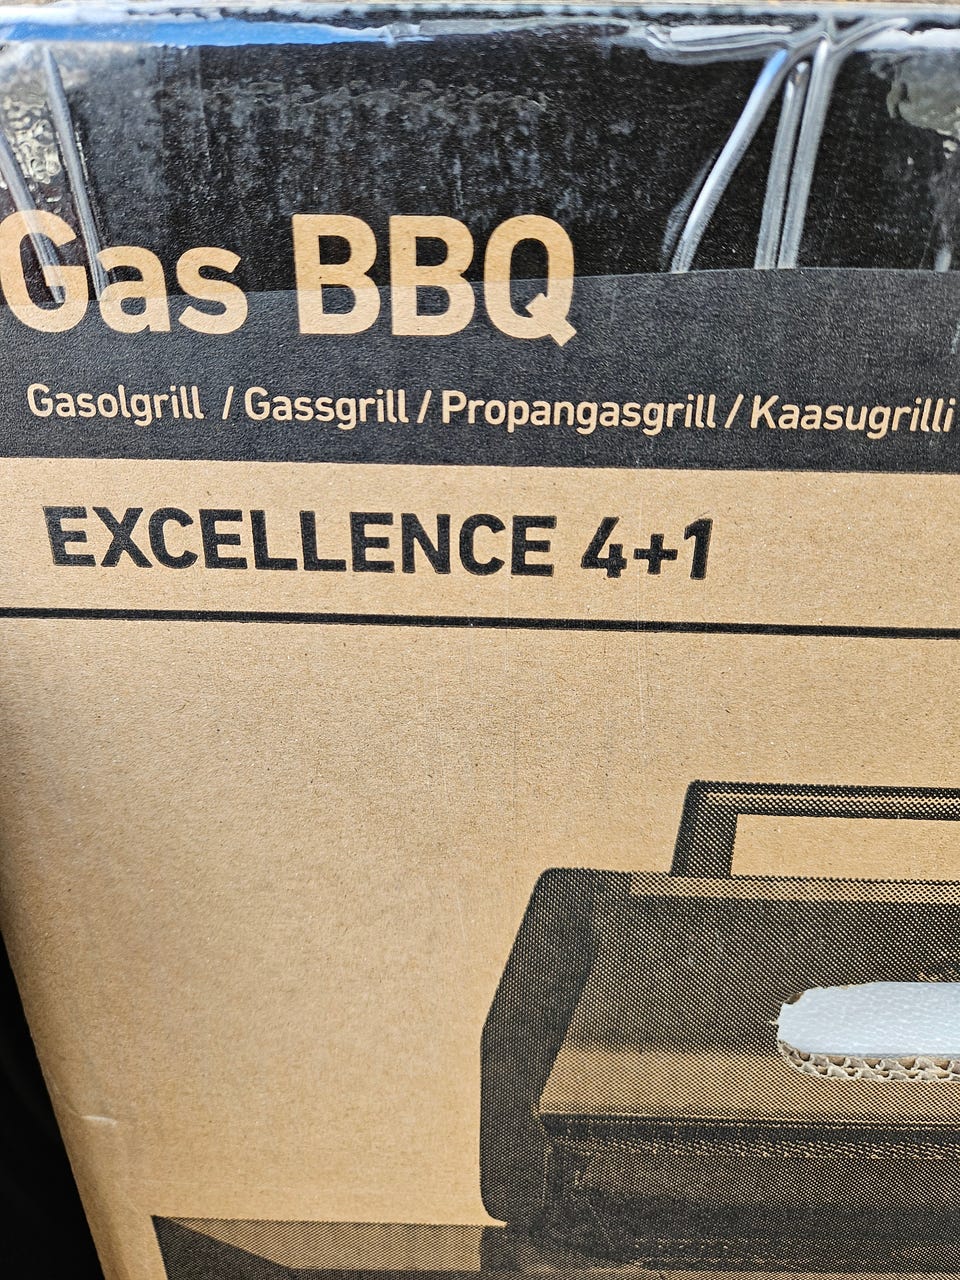 Gas BBQ
Gasolgrill / Gassgrill / Propangasgrill / Kaasugrilli
EXCELLENCE 4+1